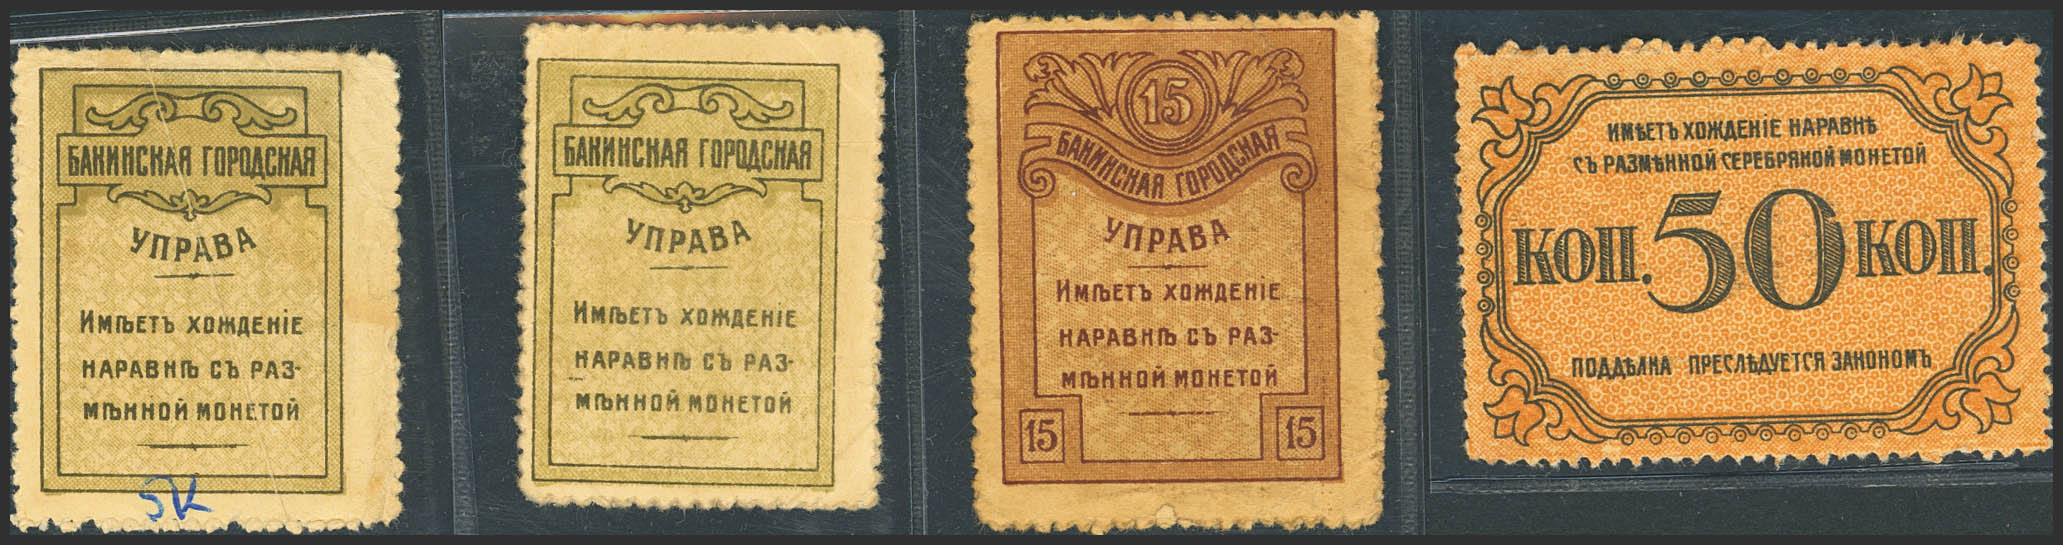 БАКИНСКАЯ ГОРОДСКАЯ
УПРАВА
ИМѢЕТЪ ХОЖДЕНІЕ
НАРАВНѢ СЪ РАЗ-
МѢННОЙ МОНЕТОЙ
5К
БАКИНСКАЯ ГОРОДСКАЯ
УПРАВА
ИМѢЕТЪ ХОЖДЕНІЕ
НАРАВНѢ СЪ РАЗ-
МѢННОЙ МОНЕТОЙ
15
БАКИНСКАЯ ГОРОДСКАЯ
УПРАВА
ИМѢЕТЪ ХОЖДЕНІЕ
НАРАВНѢ СЪ РАЗ-
МѢННОЙ МОНЕТОЙ
15 15
ИМѢЕТЪ ХОЖДЕНІЕ НАРАВНѢ
СЪ РАЗМѢННОЙ СЕРЕБРЯНОЙ МОНЕТОЙ
КОП. 50 КОП.
ПОДДѢЛКА ПРЕСЛѢДУЕТСЯ ЗАКОНОМЪ